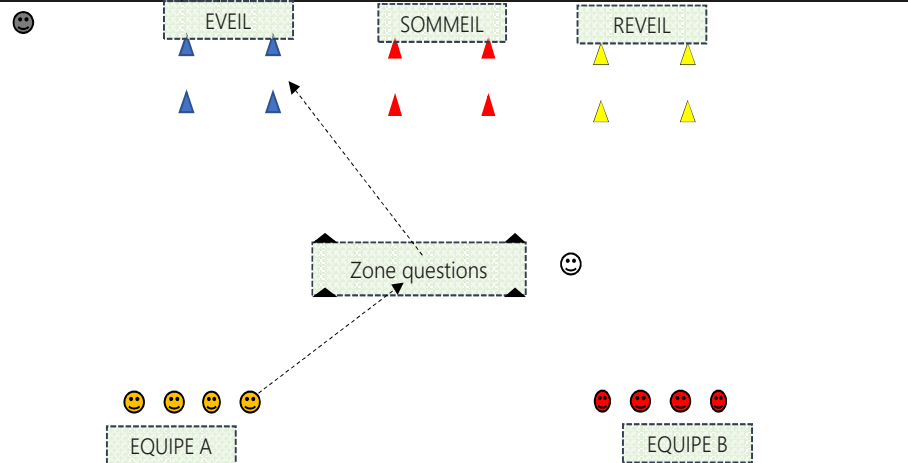 EVEIL
SOMMEIL
REVEIL
Zone questions
EQUIPE A
EQUIPE B